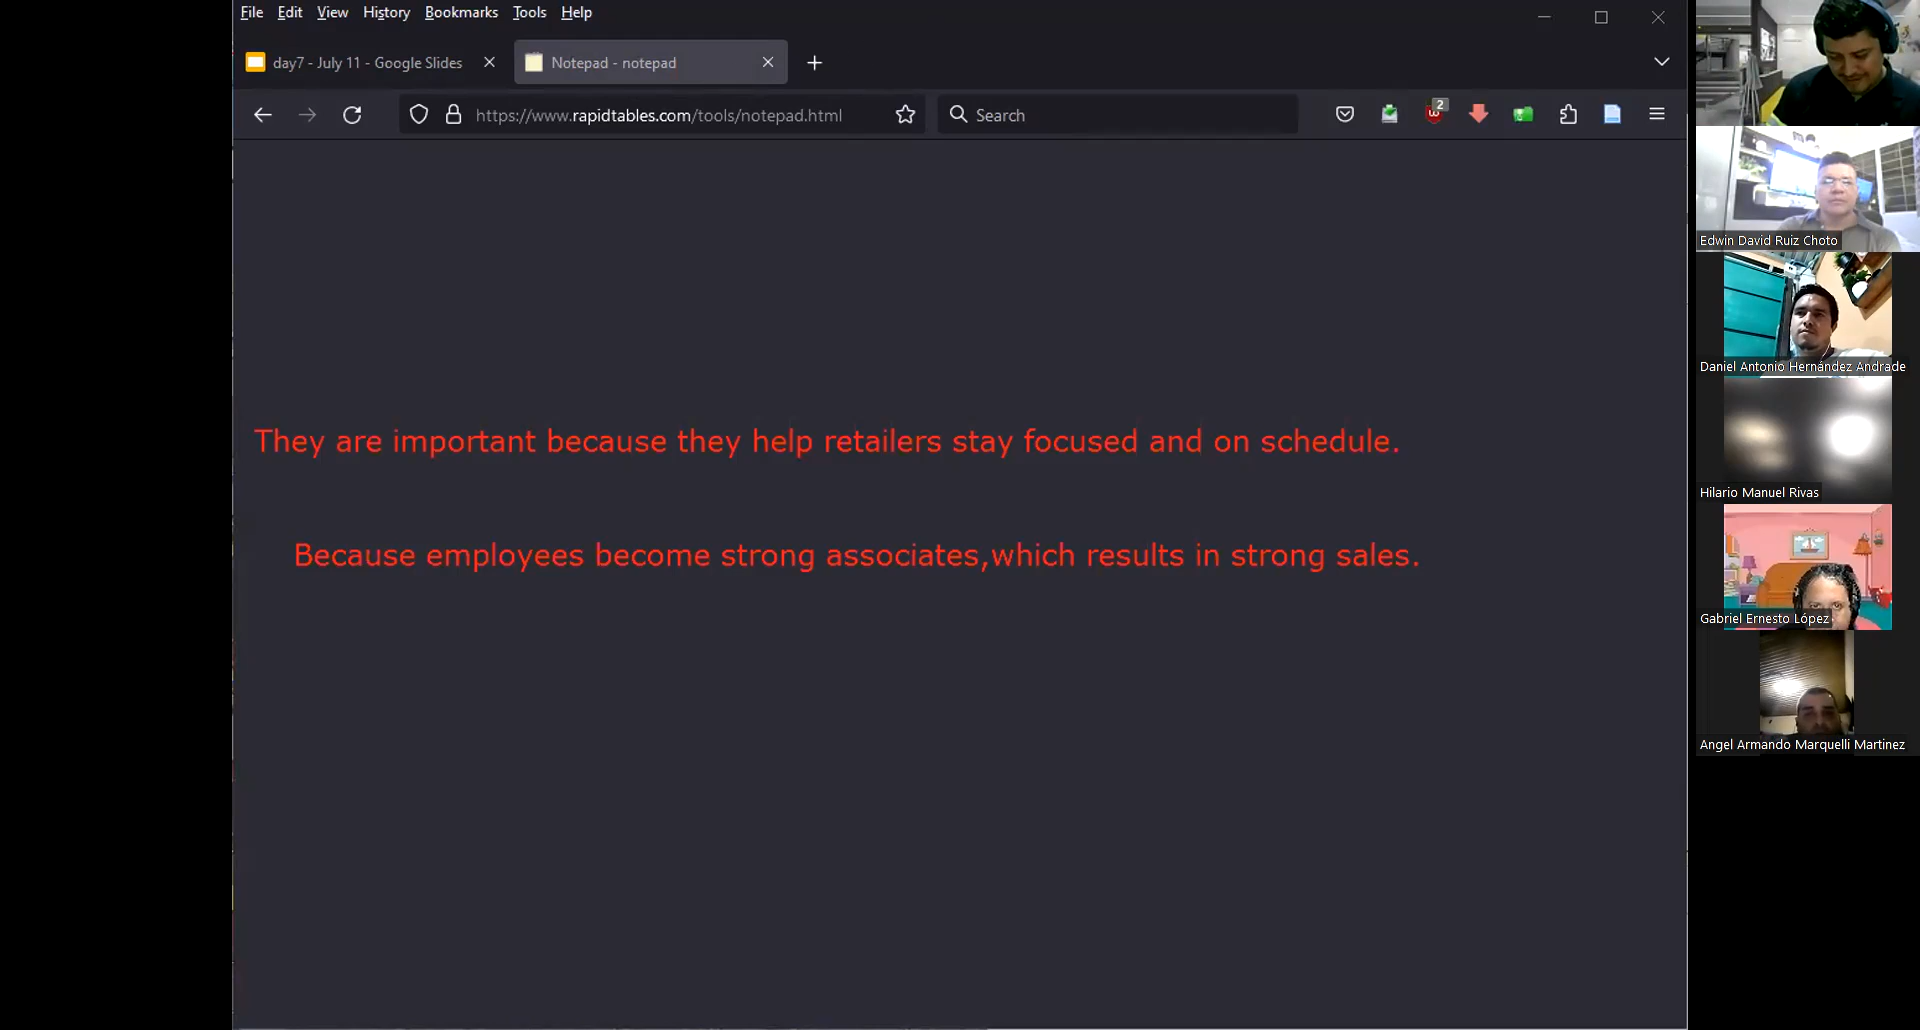 File Edit View History Bookmarks Tools Help
day7 - July 11 - Google Slides
Notepad - notepad
https://www.rapidtables.com/tools/notepad.html
Search
2
They are important because they help retailers stay focused and on schedule.
Because employees become strong associates,which results in strong sales.
Edwin David Ruiz Choto
Daniel Antonio Hernández Andrade
Hilario Manuel Rivas
Gabriel Ernesto López
Angel Armando Marquelli Martinez